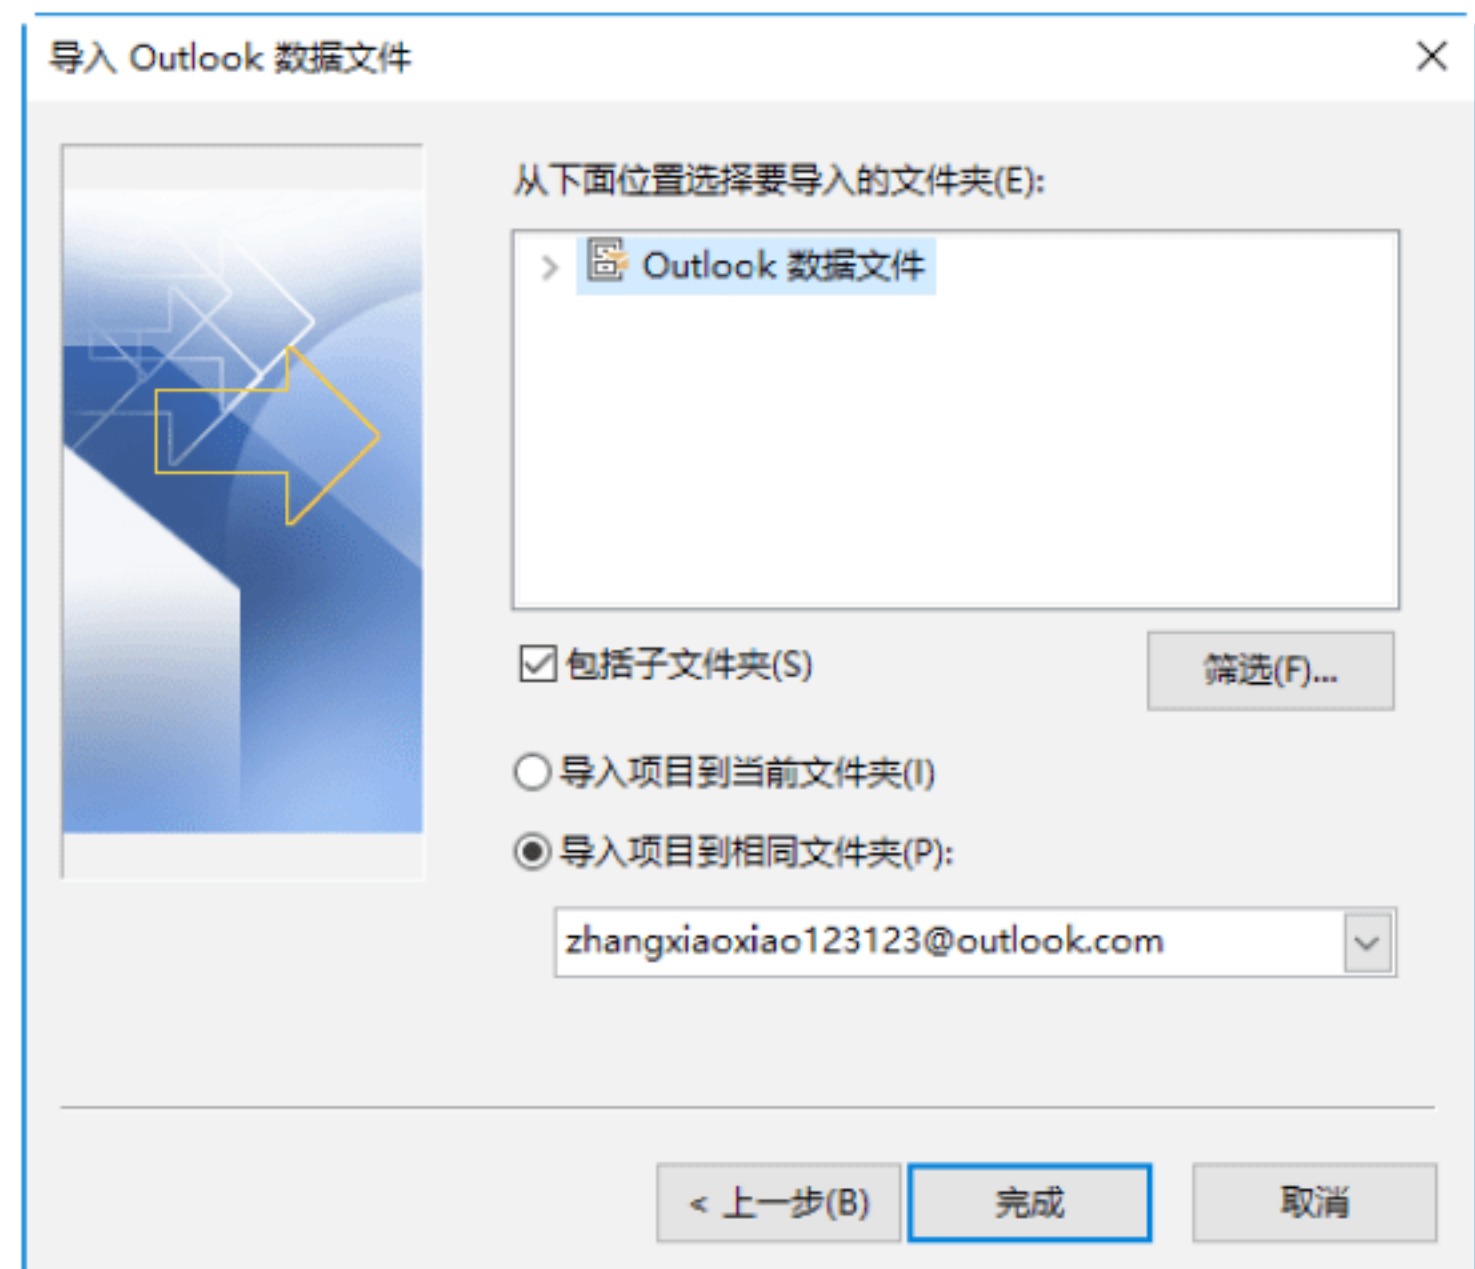 导入 Outlook 数据文件
从下面位置选择要导入的文件夹(E):
Outlook 数据文件
包括子文件夹(S)
筛选(F)...
导入项目到当前文件夹(I)
导入项目到相同文件夹(P):
zhangxiaoxiao123123@outlook.com
< 上一步(B)
完成
取消